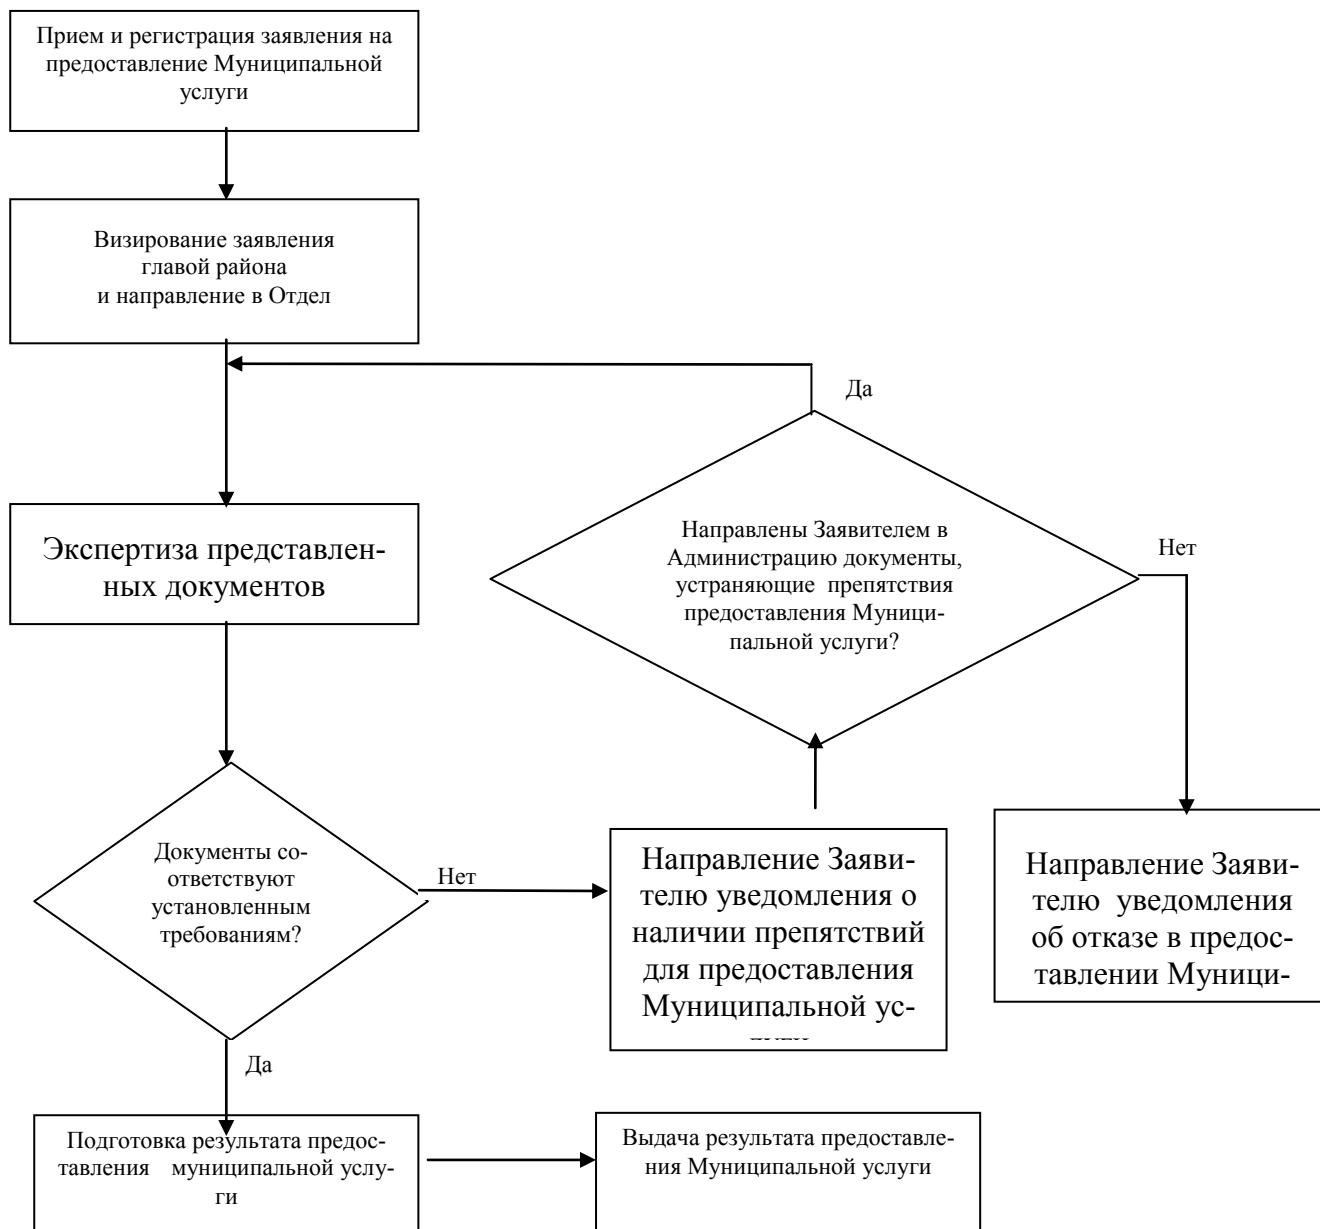 Прием и регистрация заявления на
предоставление Муниципальной
услуги
Визирование заявления
главой района
и направление в Отдел
Да
Направлены Заявителем в
Администрацию документы,
устраняющие препятствия
предоставления Муници-
пальной услуги?
Нет
Экспертиза представлен-
ных документов
Документы со-
ответствуют
установленным
требованиям?
Нет
Направление Заяви-
телю уведомления о
наличии препятствий
для предоставления
Муниципальной ус-
Направление Заяви-
телю уведомления
об отказе в предос-
тавлении Муници-
Да
Подготовка результата предос-
тавления муниципальной услу-
ги
Выдача результата предоставле-
ния Муниципальной услуги